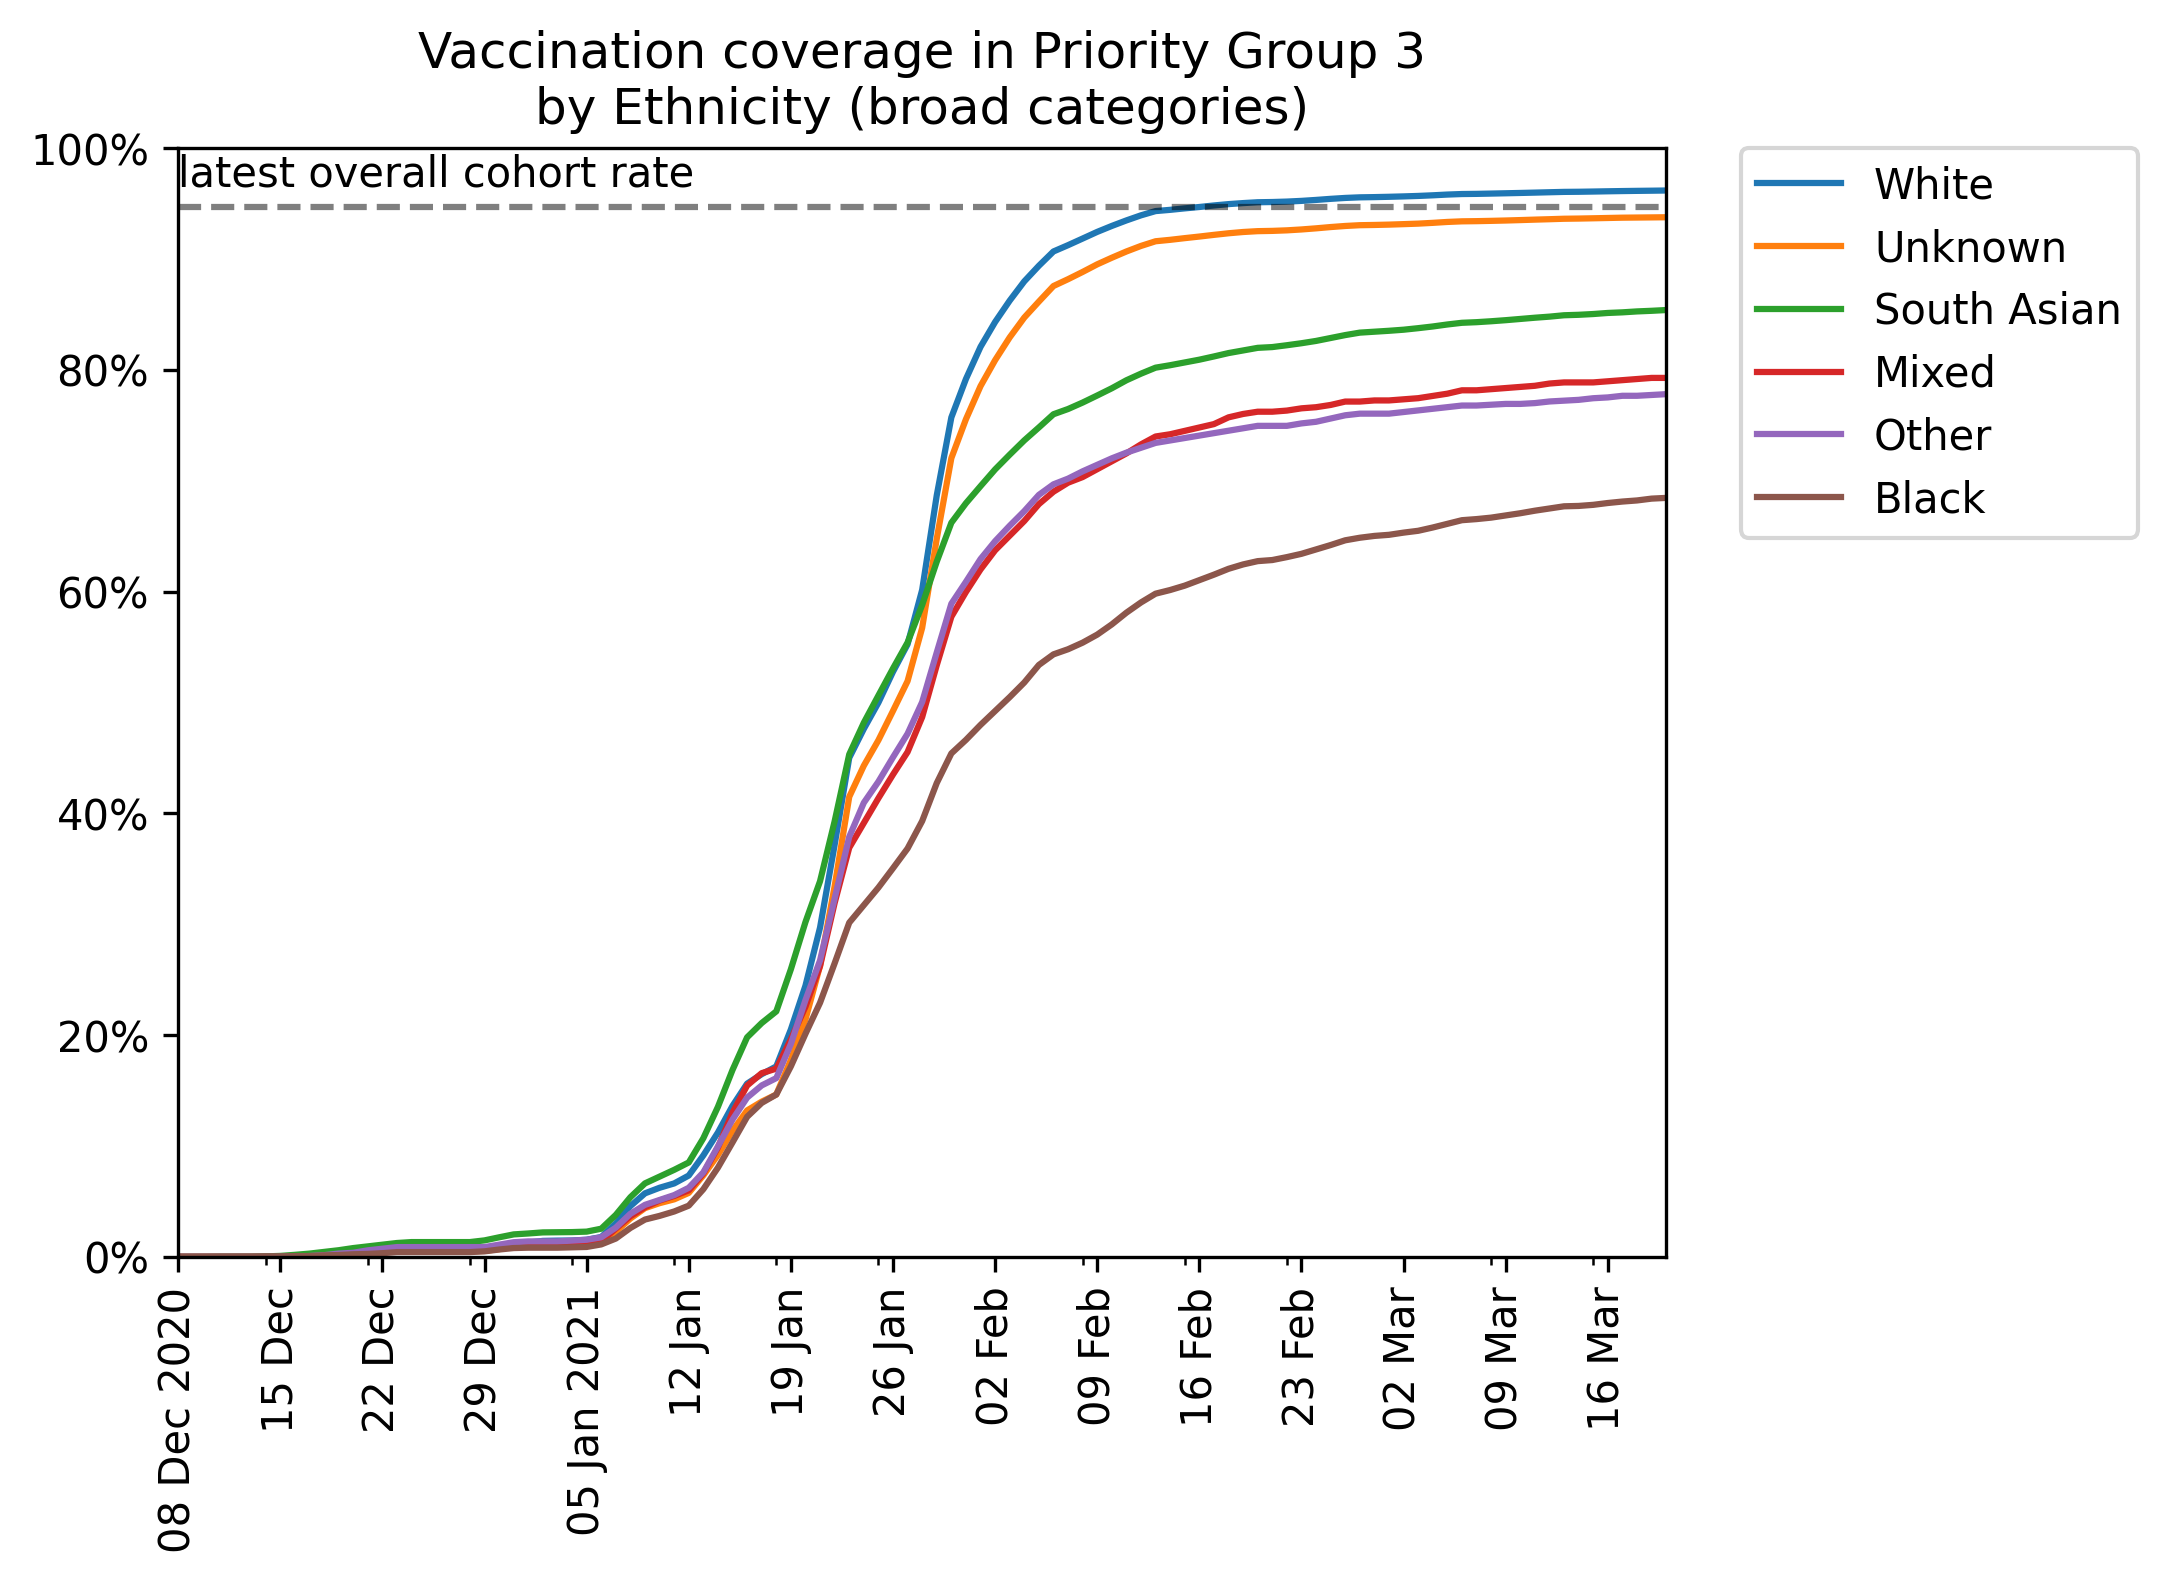 Vaccination coverage in Priority Group 3
by Ethnicity (broad categories)
100%
80%
60%
40%
20%
0%
latest overall cohort rate
White
Unknown
South Asian
Mixed
Other
Black
08 Dec 2020
15 Dec
22 Dec
29 Dec
05 Jan 2021
12 Jan
19 Jan
26 Jan
02 Feb
09 Feb
16 Feb
23 Feb
02 Mar
09 Mar
16 Mar